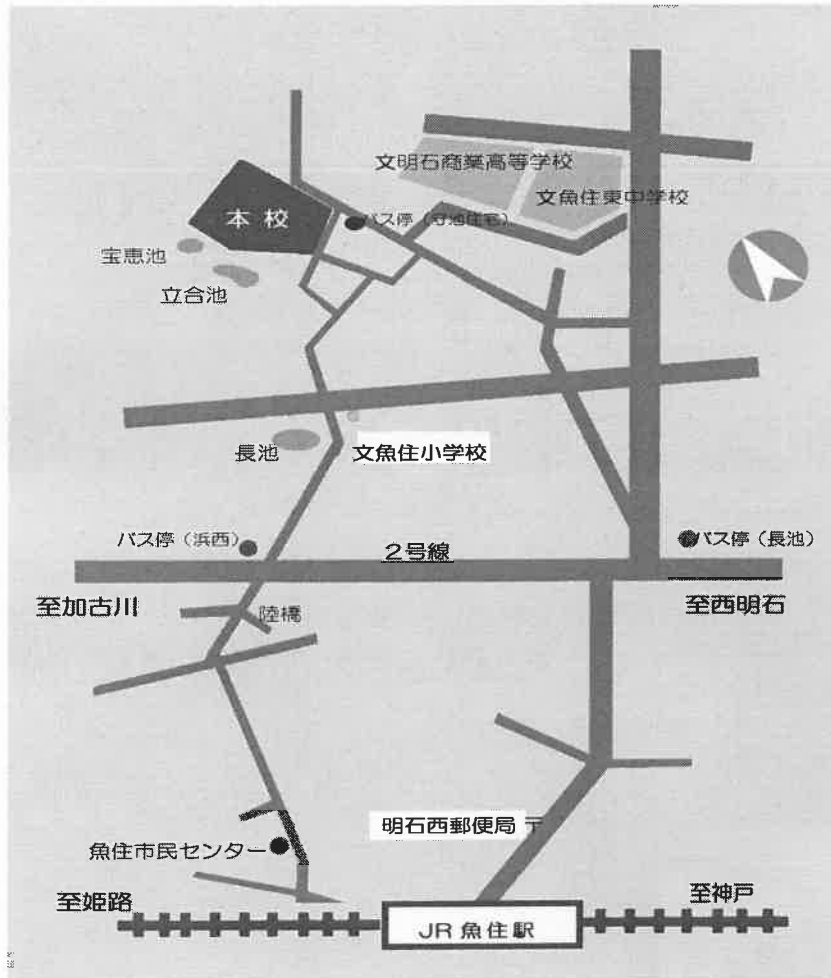 文明石商業高等学校
文魚住東中学校
本校
バス停（
住宅）
宝恵池
立合池
長池
文魚住小学校
バス停（浜西）
2号線
バス停（長池）
至加古川
陸橋
至西明石
明石西郵便局〒
魚住市民センター
至姫路
至神戸
JR魚住駅